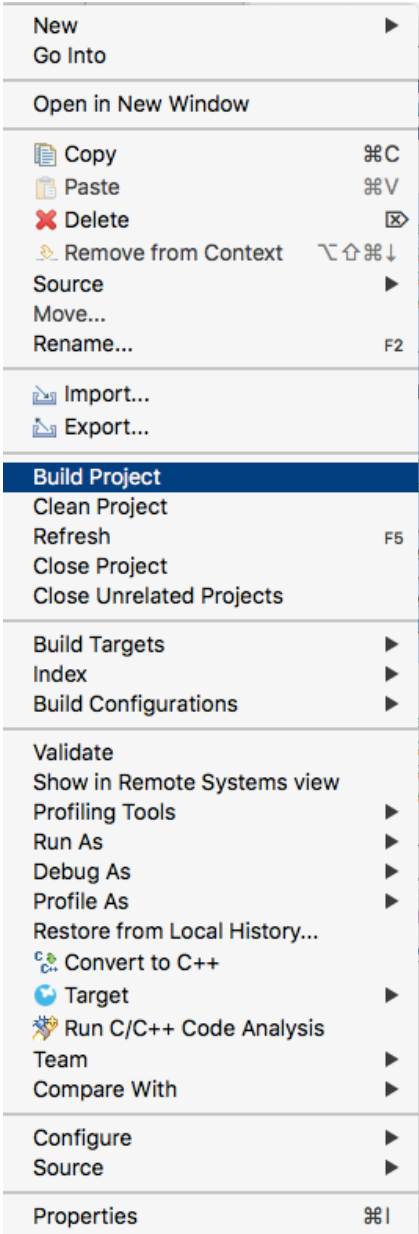 New
Go Into
Open in New Window
Copy ⌘C
Paste ⌘V
Delete ⌦
Remove from Context ⌥⇧⌘↓
Source
Move...
Rename... F2
Import...
Export...
Build Project
Clean Project
Refresh F5
Close Project
Close Unrelated Projects
Build Targets
Index
Build Configurations
Validate
Show in Remote Systems view
Profiling Tools
Run As
Debug As
Profile As
Restore from Local History...
Convert to C++
Target
Run C/C++ Code Analysis
Team
Compare With
Configure
Source
Properties ⌘I